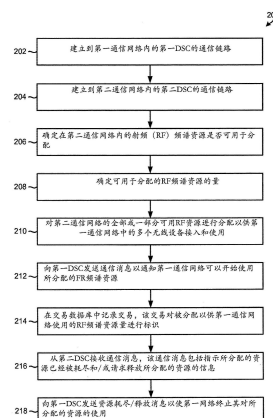 20
202
建立到第一通信网络内的第一DSC的通信链路
204
建立到第二通信网络内的第二DSC的通信链路
206
确定在第二通信网络内的射频（RF）频谱资源是否可用于分
配
208
确定可用于分配的RF频谱资源的量
210
对第二通信网络的全部或一部分可用RF资源进行分配以供第
一通信网络中的多个无线设备接入和使用
212
向第一DSC发送通信消息以通知第一通信网络可以开始使用
所分配的FR频谱资源
214
在交易数据库中记录交易，该交易对被分配以供第一通信网
络使用的RF频谱资源量进行标识
216
从第二DSC接收通信消息，该通信消息包括指示所分配的资
源已经被耗尽和/或请求释放所分配的资源的信息
218
向第一DSC发送资源耗尽/释放消息以使第一网络终止其对所
分配的资源的使用